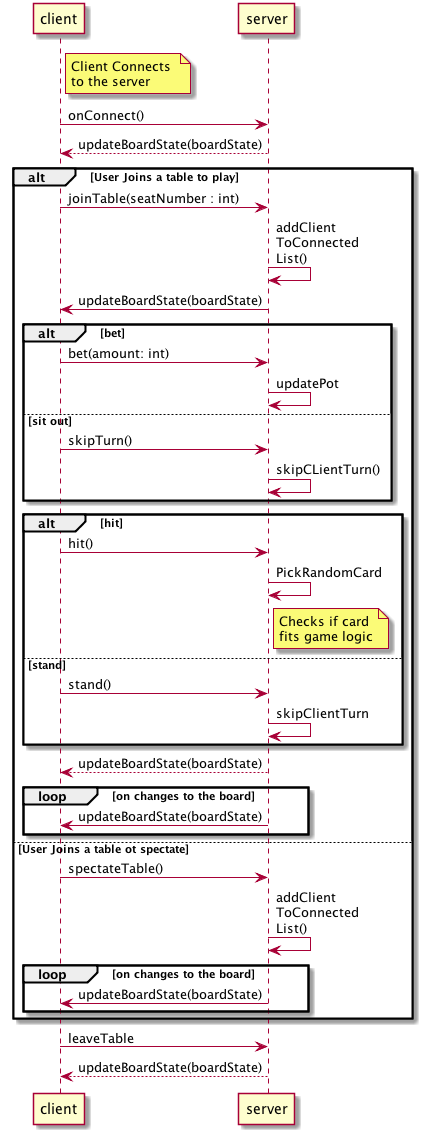 client
server
Client Connects
to the server
onConnect()
updateBoardState(boardState)
alt
[User Joins a table to play]
joinTable(seatNumber : int)
addClient
ToConnected
List()
updateBoardState(boardState)
alt
[bet]
bet(amount: int)
updatePot
[sit out]
skipTurn()
skipCLientTurn()
alt
[hit]
hit()
PickRandomCard
Checks if card
fits game logic
[stand]
stand()
skipClientTurn
updateBoardState(boardState)
loop
[on changes to the board]
updateBoardState(boardState)
[User Joins a table ot spectate]
spectateTable()
addClient
ToConnected
List()
loop
[on changes to the board]
updateBoardState(boardState)
leaveTable
updateBoardState(boardState)
client
server